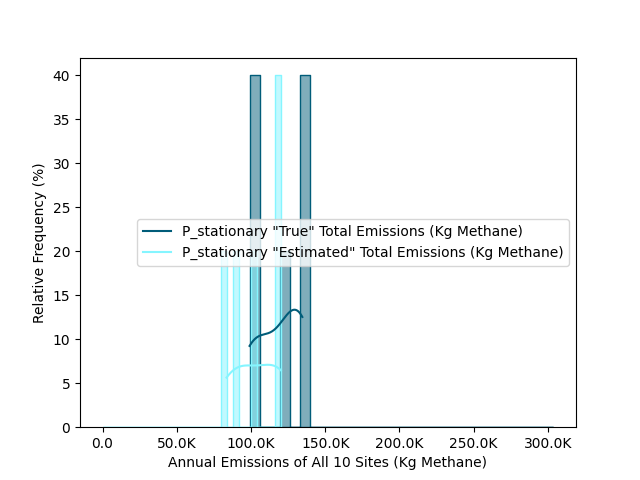 40
35
30
25
20
15
10
5
0
Relative Frequency (%)
P_stationary "True" Total Emissions (Kg Methane)
P_stationary "Estimated" Total Emissions (Kg Methane)
0.0 50.0K 100.0K 150.0K 200.0K 250.0K 300.0K
Annual Emissions of All 10 Sites (Kg Methane)